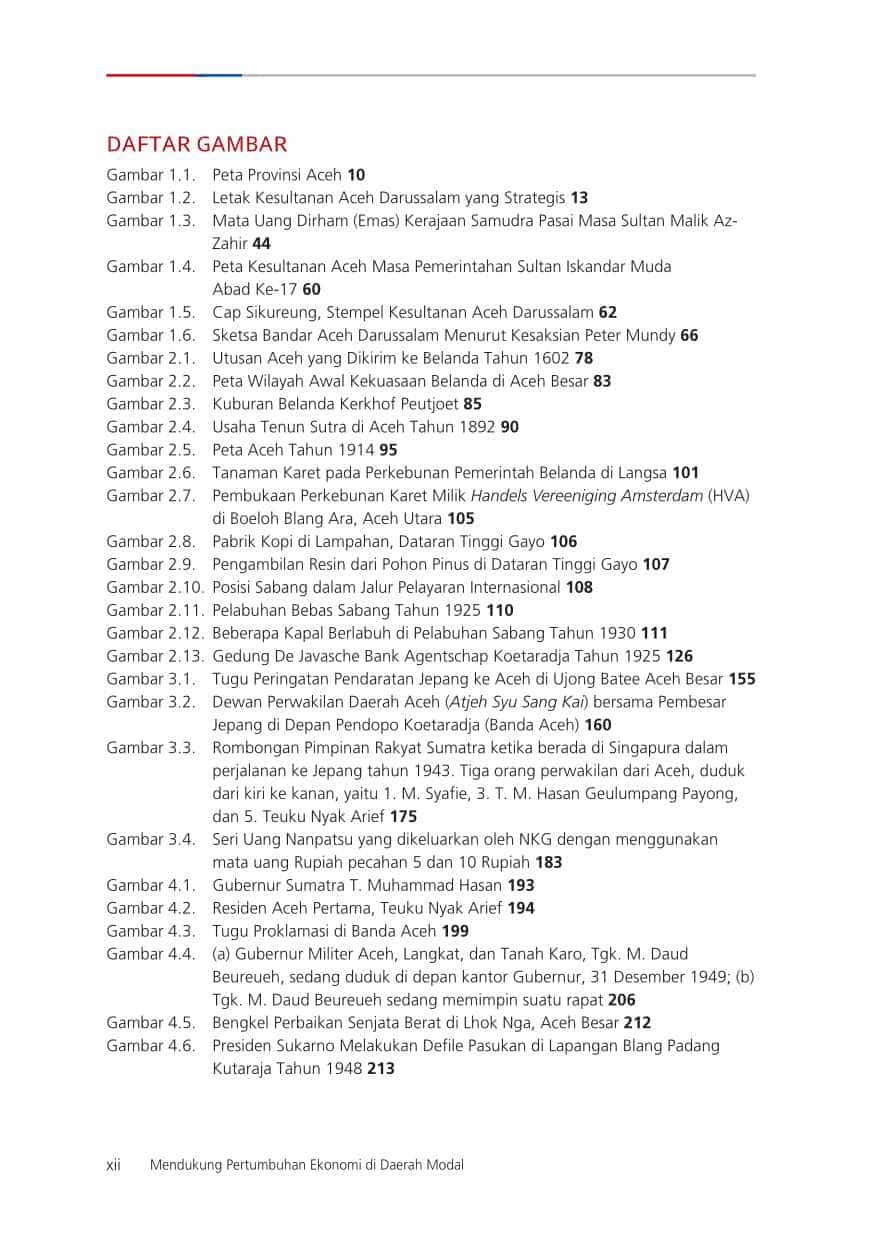 DAFTAR GAMBAR
Gambar 1.1. Peta Provinsi Aceh 10
Gambar 1.2. Letak Kesultanan Aceh Darussalam yang Strategis 13
Gambar 1.3. Mata Uang Dirham (Emas) Kerajaan Samudra Pasai Masa Sultan Malik Az-
Zahir 44
Gambar 1.4. Peta Kesultanan Aceh Masa Pemerintahan Sultan Iskandar Muda
Abad Ke-17 60
Gambar 1.5. Cap Sikureung, Stempel Kesultanan Aceh Darussalam 62
Gambar 1.6. Sketsa Bandar Aceh Darussalam Menurut Kesaksian Peter Mundy 66
Gambar 2.1. Utusan Aceh yang Dikirim ke Belanda Tahun 1602 78
Gambar 2.2. Peta Wilayah Awal Kekuasaan Belanda di Aceh Besar 83
Gambar 2.3. Kuburan Belanda Kerkhof Peutjoet 85
Gambar 2.4. Usaha Tenun Sutra di Aceh Tahun 1892 90
Gambar 2.5. Peta Aceh Tahun 1914 95
Gambar 2.6. Tanaman Karet pada Perkebunan Pemerintah Belanda di Langsa 101
Gambar 2.7. Pembukaan Perkebunan Karet Milik Handels Vereeniging Amsterdam (HVA)
di Boeloh Blang Ara, Aceh Utara 105
Gambar 2.8. Pabrik Kopi di Lampahan, Dataran Tinggi Gayo 106
Gambar 2.9. Pengambilan Resin dari Pohon Pinus di Dataran Tinggi Gayo 107
Gambar 2.10. Posisi Sabang dalam Jalur Pelayaran Internasional 108
Gambar 2.11. Pelabuhan Bebas Sabang Tahun 1925 110
Gambar 2.12. Beberapa Kapal Berlabuh di Pelabuhan Sabang Tahun 1930 111
Gambar 2.13. Gedung De Javasche Bank Agentschap Koetaradja Tahun 1925 126
Gambar 3.1. Tugu Peringatan Pendaratan Jepang ke Aceh di Ujong Batee Aceh Besar 155
Gambar 3.2. Dewan Perwakilan Daerah Aceh (Atjeh Syu Sang Kai) bersama Pembesar
Jepang di Depan Pendopo Koetaradja (Banda Aceh) 160
Gambar 3.3. Rombongan Pimpinan Rakyat Sumatra ketika berada di Singapura dalam
perjalanan ke Jepang tahun 1943. Tiga orang perwakilan dari Aceh, duduk
dari kiri ke kanan, yaitu 1. M. Syafie, 3. T. M. Hasan Geulumpang Payong,
dan 5. Teuku Nyak Arief 175
Gambar 3.4. Seri Uang Nanpatsu yang dikeluarkan oleh NKG dengan menggunakan
mata uang Rupiah pecahan 5 dan 10 Rupiah 183
Gambar 4.1. Gubernur Sumatra T. Muhammad Hasan 193
Gambar 4.2. Residen Aceh Pertama, Teuku Nyak Arief 194
Gambar 4.3. Tugu Proklamasi di Banda Aceh 199
Gambar 4.4. (a) Gubernur Militer Aceh, Langkat, dan Tanah Karo, Tgk. M. Daud
Beureueh, sedang duduk di depan kantor Gubernur, 31 Desember 1949; (b)
Tgk. M. Daud Beureueh sedang memimpin suatu rapat 206
Gambar 4.5. Bengkel Perbaikan Senjata Berat di Lhok Nga, Aceh Besar 212
Gambar 4.6. Presiden Sukarno Melakukan Defile Pasukan di Lapangan Blang Padang
Kutaraja Tahun 1948 213
xii Mendukung Pertumbuhan Ekonomi di Daerah Modal